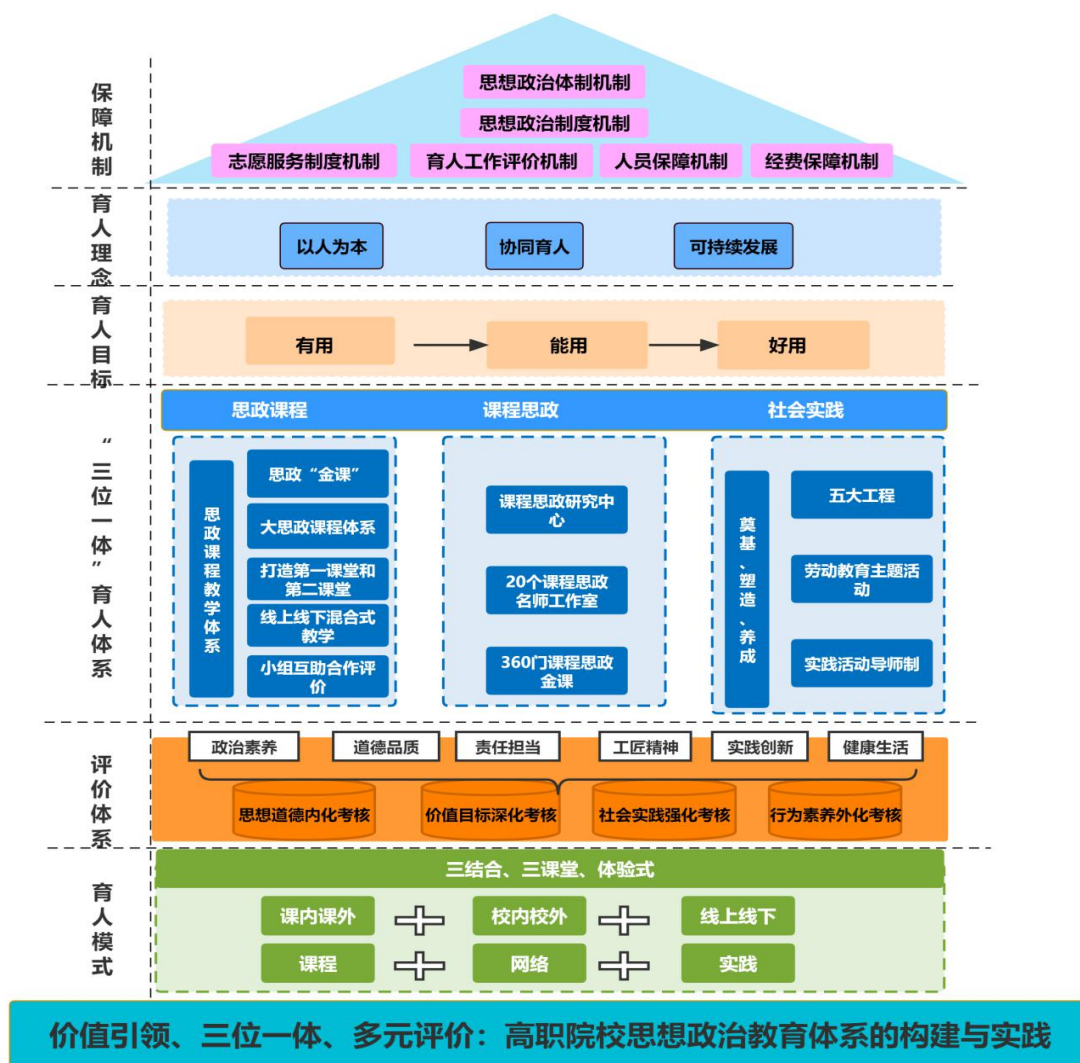 保障机制
思想政治体制机制
思想政治制度机制
志愿服务制度机制
育人工作评价机制
人员保障机制
经费保障机制
育人理念
以人为本
协同育人
可持续发展
育人目标
有用
能用
好用
“三位一体”育人体系
思政课程
课程思政
社会实践
思政课程教学体系
思政“金课”
大思政课程体系
打造第一课堂和
第二课堂
线上线下混合式
教学
小组互助合作评
价
课程思政研究中
心
20个课程思政
名师工作室
360门课程思政
金课
奠基、塑造、养成
五大工程
劳动教育主题活
动
实践活动导师制
评价体系
政治素养
道德品质
责任担当
工匠精神
实践创新
健康生活
思想道德内化考核
价值目标深化考核
社会实践强化考核
行为素养外化考核
育人模式
三结合、三课堂、体验式
课内课外
校内校外
线上线下
课程
网络
实践
价值引领、三位一体、多元评价：高职院校思想政治教育体系的构建与实践